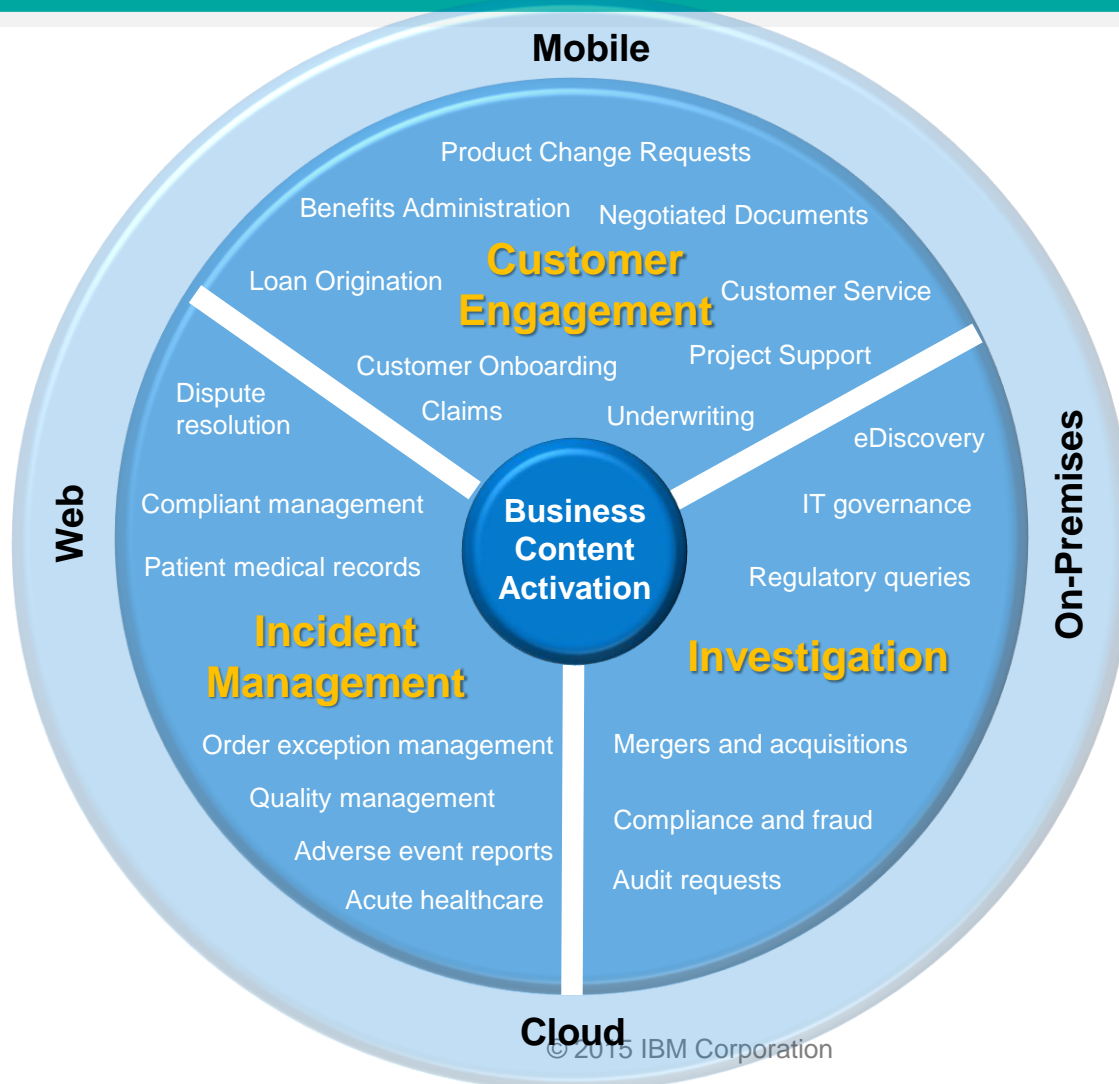 Mobile
Product Change Requests
Benefits Administration
Negotiated Documents
Customer
Engagement
Loan Origination
Customer Service
Customer Onboarding
Project Support
Claims
Underwriting
Dispute
resolution
Compliant management
Patient medical records
Incident
Management
Order exception management
Quality management
Adverse event reports
Acute healthcare
Business
Content
Activation
eDiscovery
IT governance
Regulatory queries
Investigation
Mergers and acquisitions
Compliance and fraud
Audit requests
Web
On-Premises
Cloud
© 2015 IBM Corporation